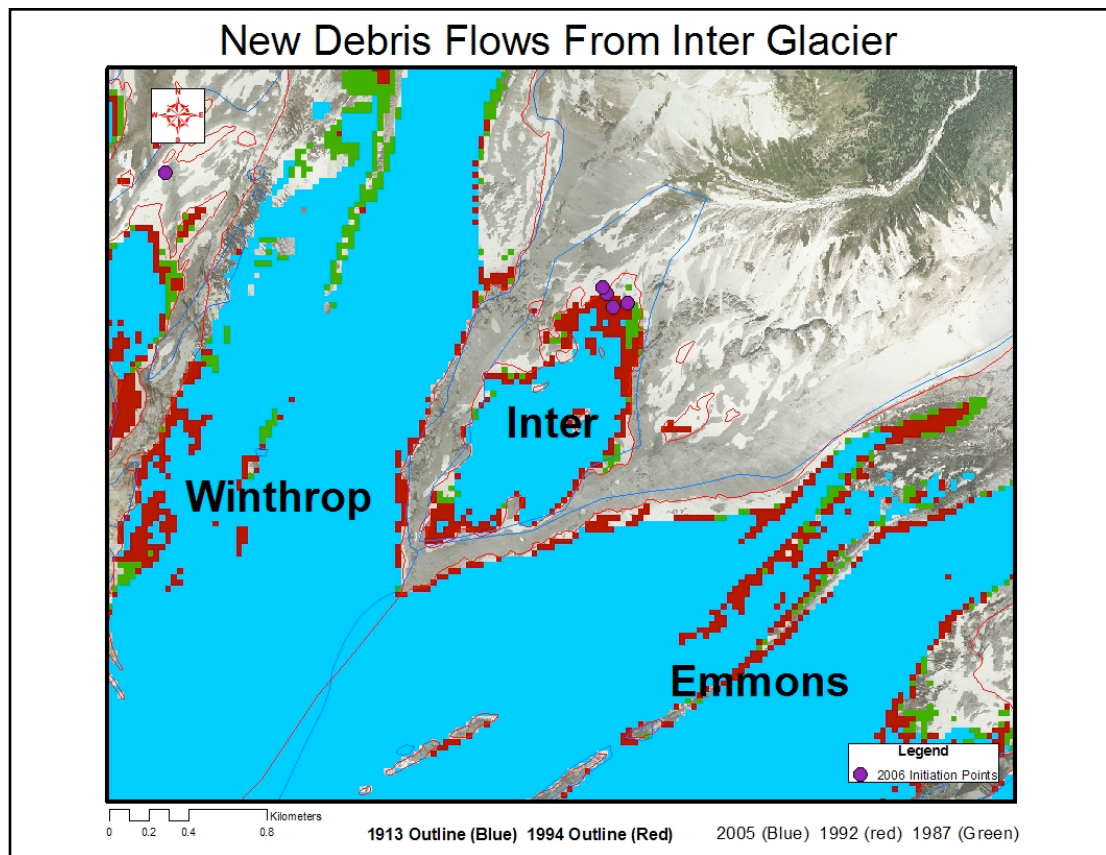 New Debris Flows From Inter Glacier
N
W E
S
Inter
Winthrop
Emmons
Legend
2006 Initiation Points
Kilometers
0 0.2 0.4 0.8
1913 Outline (Blue) 1994 Outline (Red) 2005 (Blue) 1992 (red) 1987 (Green)